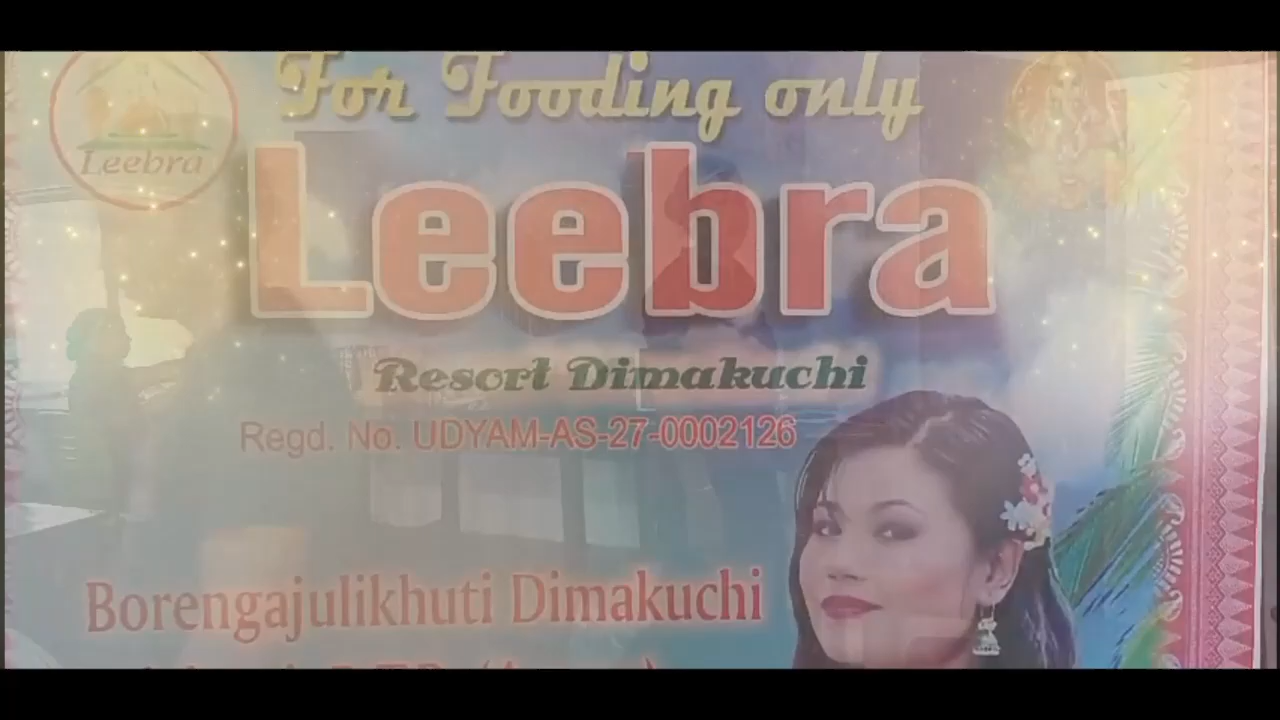 For Fooding only
Leebra
Leebra
Resort Dimakuchi
Regd. No. UDYAM-AS-27-0002126
Borengajulikhuti Dimakuchi